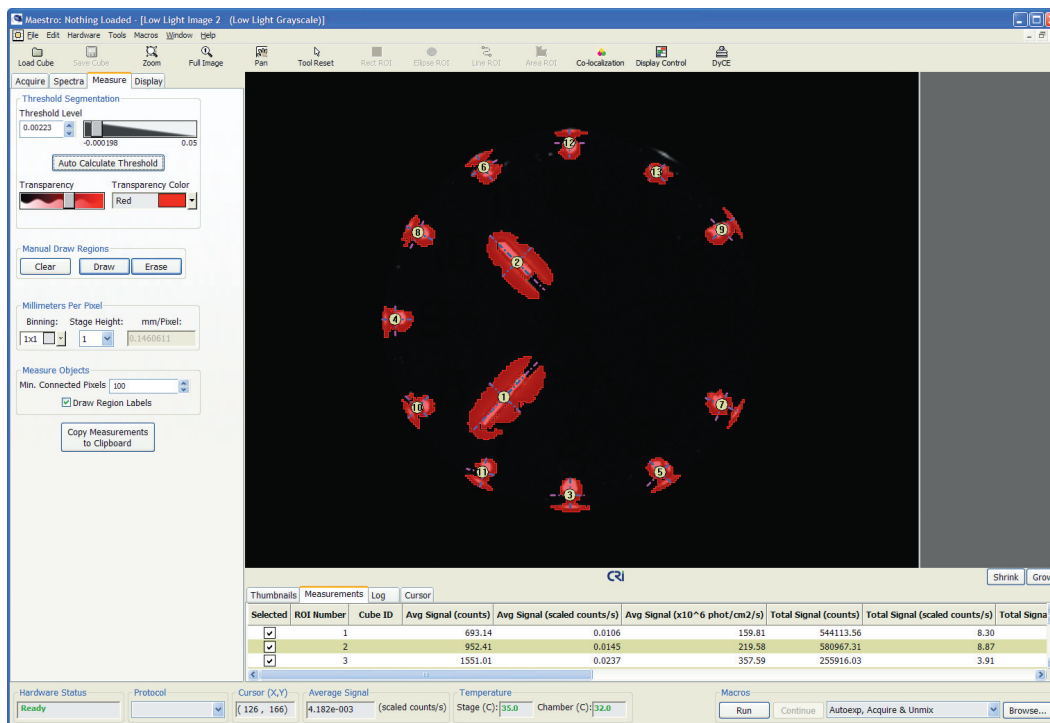 Maestro: Nothing Loaded - [Low Light Image 2 (Low Light Grayscale)]
File Edit Hardware Tools Macros Window Help
Load Cube Save Cube Zoom Full Image Pan Tool Reset Rect ROI Ellipse ROI Line ROI Area ROI Co-localization Display Control DyCE
Acquire Spectra Measure Display
Threshold Segmentation
Threshold Level
0.00223
-0.000198 0.05
Auto Calculate Threshold
Transparency Transparency Color
Red
Manual Draw Regions
Clear Draw Erase
Millimeters Per Pixel
Binning: Stage Height: mm/Pixel:
1x1 1 0.1460611
Measure Objects
Min. Connected Pixels 100
Draw Region Labels
Copy Measurements
to Clipboard
12
6 13
8 9
2
4
1
10 7
11 5
3
CRi
Shrink Grow
Thumbnails Measurements Log Cursor
Selected ROI Number Cube ID Avg Signal (counts) Avg Signal (scaled counts/s) Avg Signal (x10^6 phot/cm2/s) Total Signal (counts) Total Signal (scaled counts/s) Total Signa
1 693.14 0.0106 159.81 544113.56 8.30
2 952.41 0.0145 219.58 580967.31 8.87
3 1551.01 0.0237 357.59 255916.03 3.91
Hardware Status Protocol Cursor (X,Y) Average Signal Temperature Macros
Ready (126 , 166) 4.182e-003 (scaled counts/s) Stage (C): 35.0 Chamber (C): 32.0 Run Continue Autoexp, Acquire & Unmix Browse...